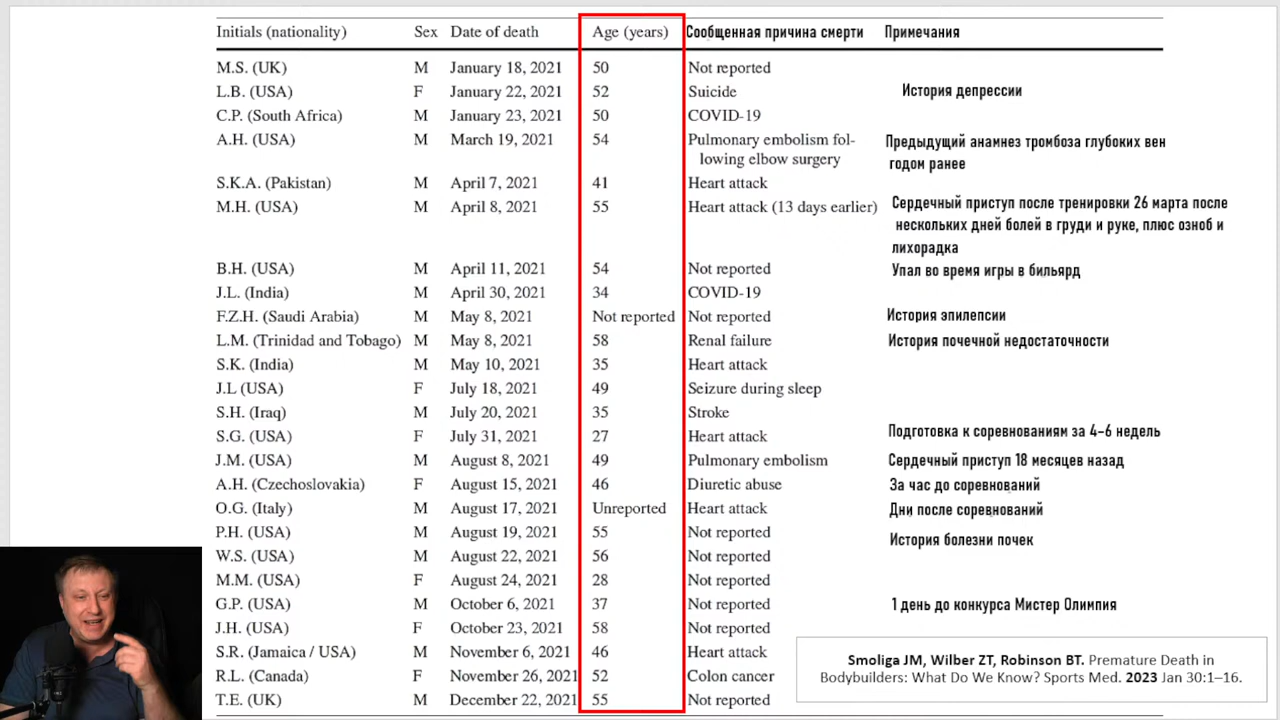 Initials (nationality) Sex Date of death Age (years) Сообщенная причина смерти Примечания
M.S. (UK) M January 18, 2021 50 Not reported
L.B. (USA) F January 22, 2021 52 Suicide История депрессии
C.P. (South Africa) M January 23, 2021 50 COVID-19
A.H. (USA) M March 19, 2021 54 Pulmonary embolism fol- Предыдущий анамнез тромбоза глубоких вен
lowing elbow surgery годом ранее
S.K.A. (Pakistan) M April 7, 2021 41 Heart attack
M.H. (USA) M April 8, 2021 55 Heart attack (13 days earlier) Сердечный приступ после тренировки 26 марта после
нескольких дней болей в груди и руке, плюс озноб и
лихорадка
B.H. (USA) M April 11, 2021 54 Not reported Упал во время игры в бильярд
J.L. (India) M April 30, 2021 34 COVID-19
F.Z.H. (Saudi Arabia) M May 8, 2021 Not reported Not reported История эпилепсии
L.M. (Trinidad and Tobago) M May 8, 2021 58 Renal failure История почечной недостаточности
S.K. (India) M May 10, 2021 35 Heart attack
J.L (USA) F July 18, 2021 49 Seizure during sleep
S.H. (Iraq) M July 20, 2021 35 Stroke
S.G. (USA) F July 31, 2021 27 Heart attack Подготовка к соревнованиям за 4-6 недель
J.M. (USA) M August 8, 2021 49 Pulmonary embolism Сердечный приступ 18 месяцев назад
A.H. (Czechoslovakia) F August 15, 2021 46 Diuretic abuse За час до соревнований
O.G. (Italy) M August 17, 2021 Unreported Heart attack Дни после соревнований
P.H. (USA) M August 19, 2021 55 Not reported История болезни почек
W.S. (USA) M August 22, 2021 56 Not reported
M.M. (USA) F August 24, 2021 28 Not reported
G.P. (USA) M October 6, 2021 37 Not reported 1 день до конкурса Мистер Олимпия
J.H. (USA) F October 23, 2021 58 Not reported
S.R. (Jamaica / USA) M November 6, 2021 46 Heart attack
R.L. (Canada) F November 26, 2021 52 Colon cancer
T.E. (UK) M December 22, 2021 55 Not reported
Smoliga JM, Wilber ZT, Robinson BT. Premature Death in
Bodybuilders: What Do We Know? Sports Med. 2023 Jan 30:1–16.